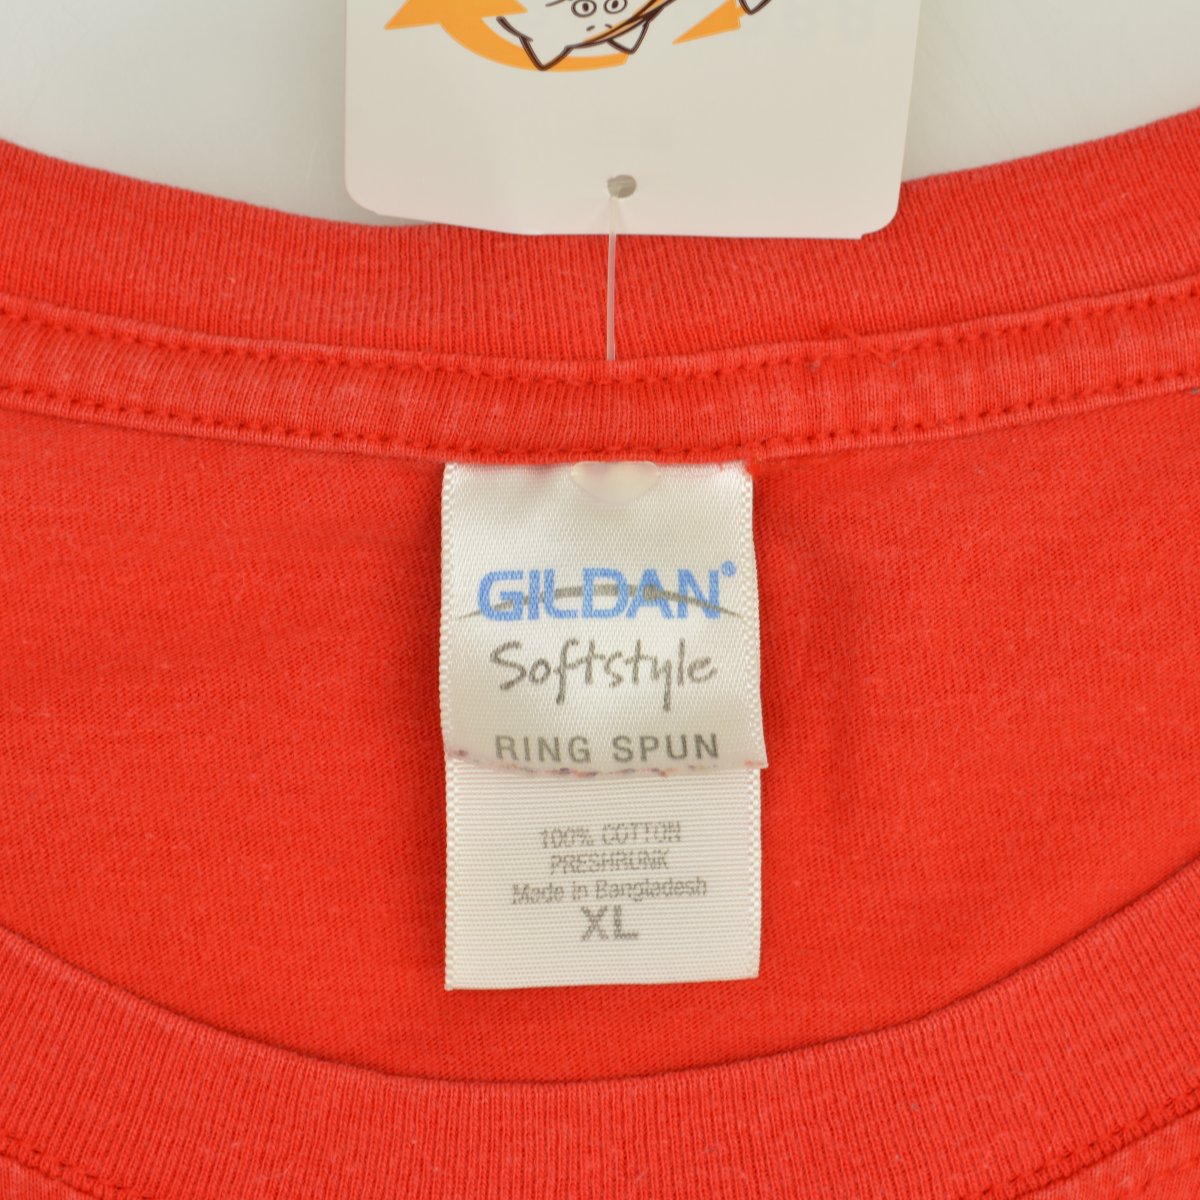 GILDAN®
Softstyle
RING SPUN
100% COTTON
PRESHRUNK
Made in Bangladesh
XL